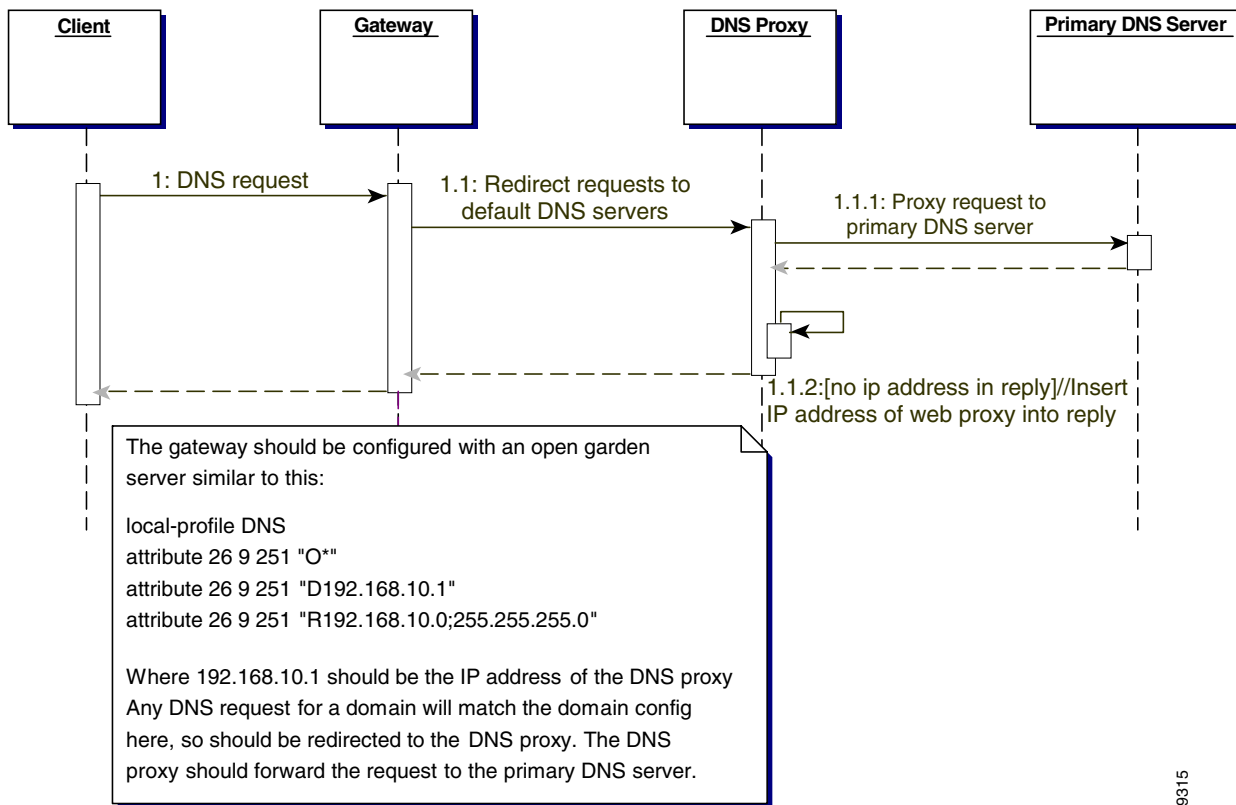 Client
Gateway
DNS Proxy
Primary DNS Server
1: DNS request
1.1: Redirect requests to
default DNS servers
1.1.1: Proxy request to
primary DNS server
1.1.2:[no ip address in reply]//Insert
IP address of web proxy into reply
The gateway should be configured with an open garden
server similar to this:
local-profile DNS
attribute 26 9 251 "O*"
attribute 26 9 251 "D192.168.10.1"
attribute 26 9 251 "R192.168.10.0;255.255.255.0"
Where 192.168.10.1 should be the IP address of the DNS proxy
Any DNS request for a domain will match the domain config
here, so should be redirected to the DNS proxy. The DNS
proxy should forward the request to the primary DNS server.
9315